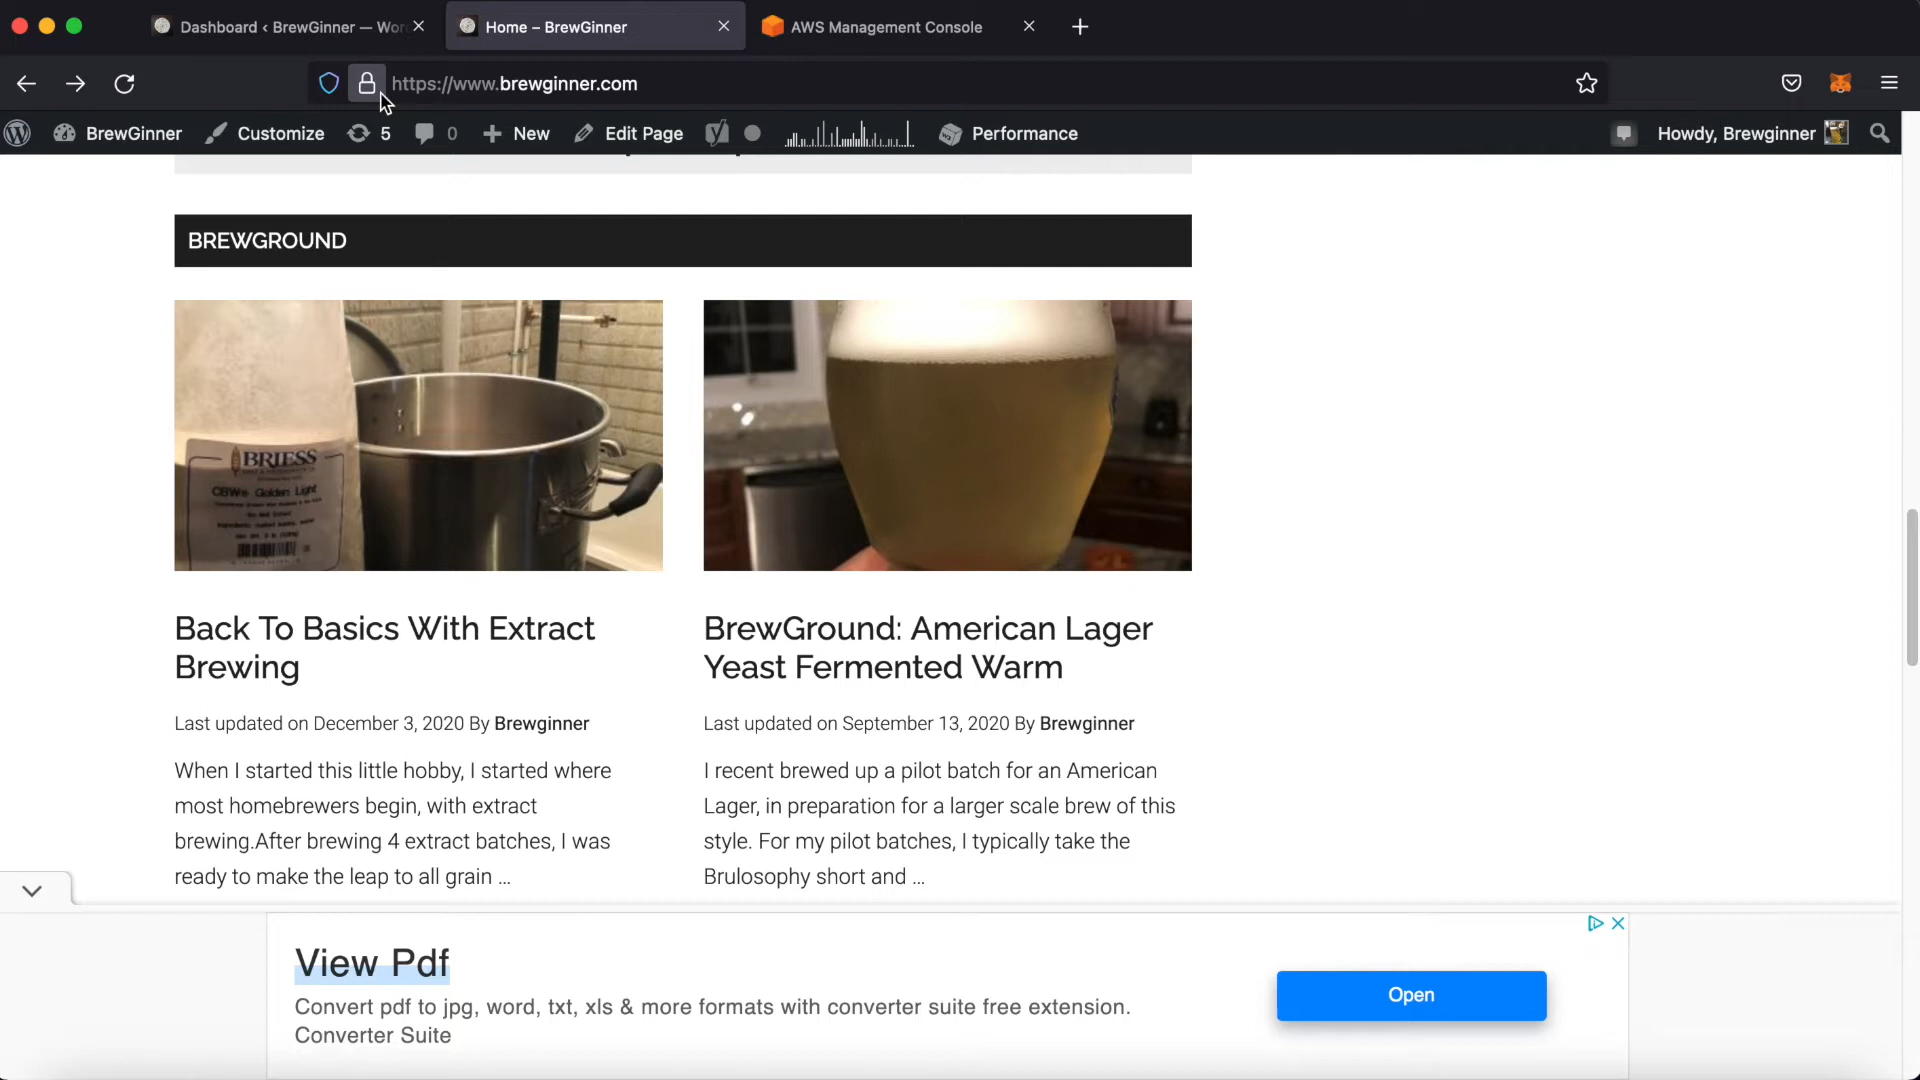 Dashboard ‹ BrewGinner — Wor
Home – BrewGinner
AWS Management Console
https://www.brewginner.com
BrewGinner
Customize
5
0
New
Edit Page
Performance
Howdy, Brewginner
BREWGROUND
BRIESS
CBW® Golden Light
Back To Basics With Extract
Brewing
Last updated on December 3, 2020 By Brewginner
When I started this little hobby, I started where
most homebrewers begin, with extract
brewing.After brewing 4 extract batches, I was
ready to make the leap to all grain ...
BrewGround: American Lager
Yeast Fermented Warm
Last updated on September 13, 2020 By Brewginner
I recent brewed up a pilot batch for an American
Lager, in preparation for a larger scale brew of this
style. For my pilot batches, I typically take the
Brulosophy short and ...
View Pdf
Convert pdf to jpg, word, txt, xls & more formats with converter suite free extension.
Converter Suite
Open